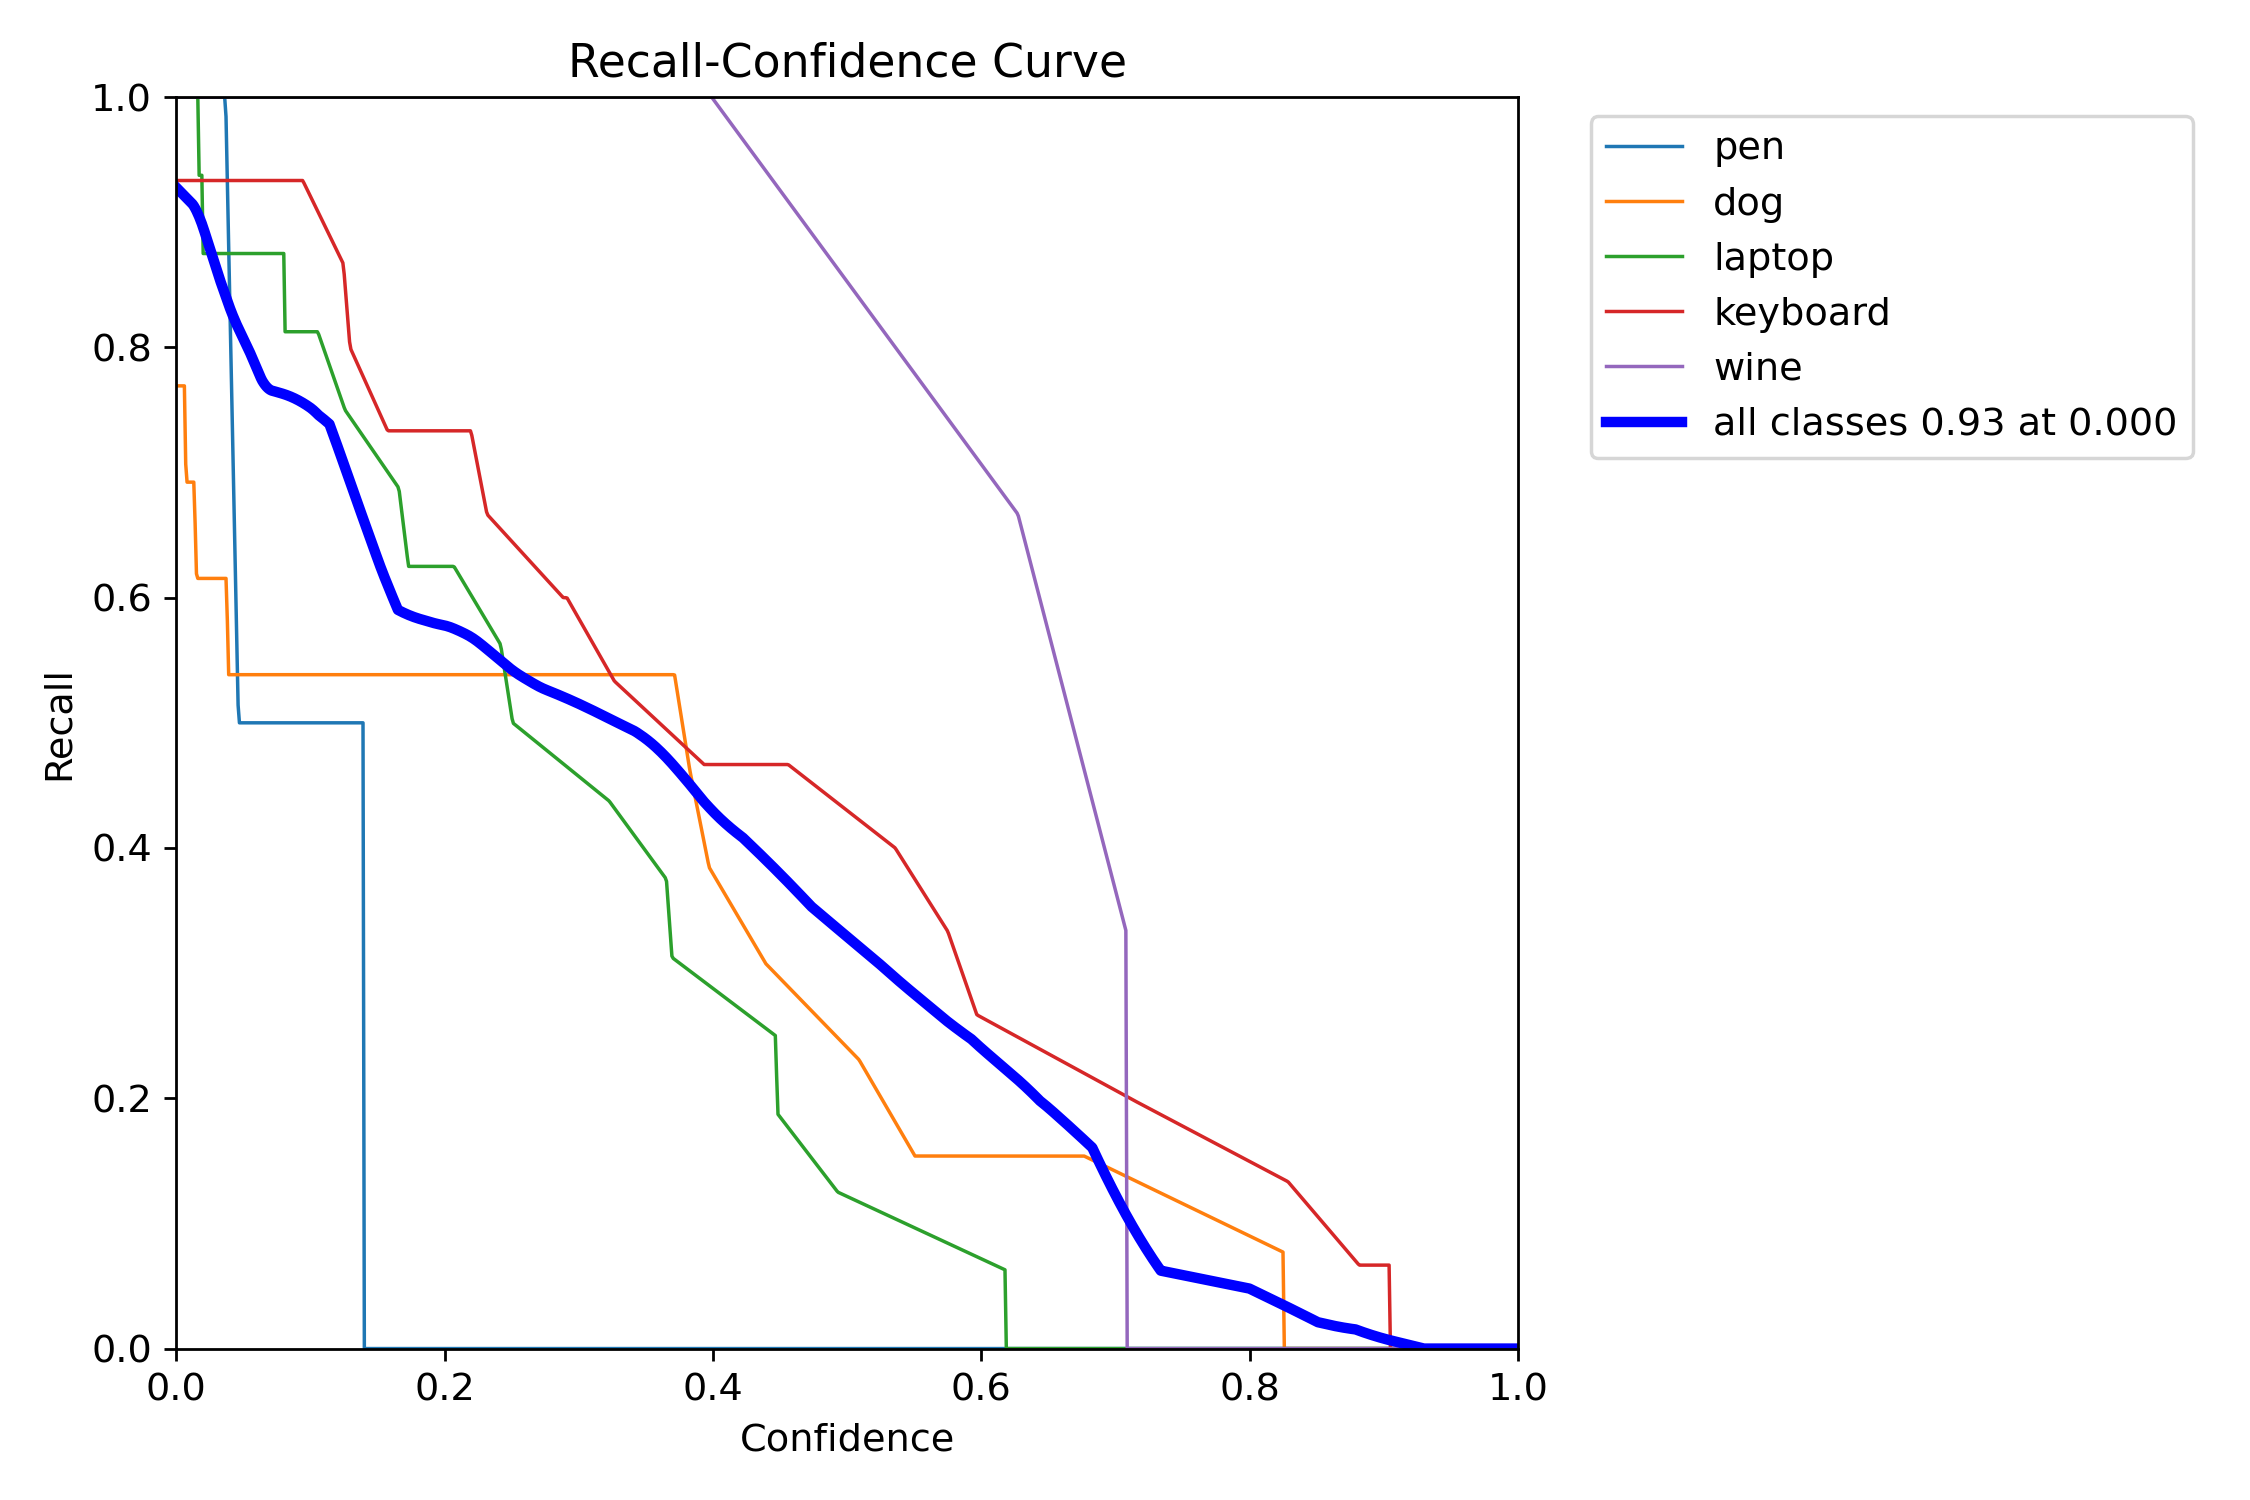 Recall-Confidence Curve
1.0
0.8
0.6
0.4
0.2
0.0
Recall
0.0 0.2 0.4 0.6 0.8 1.0
Confidence
pen
dog
laptop
keyboard
wine
all classes 0.93 at 0.000